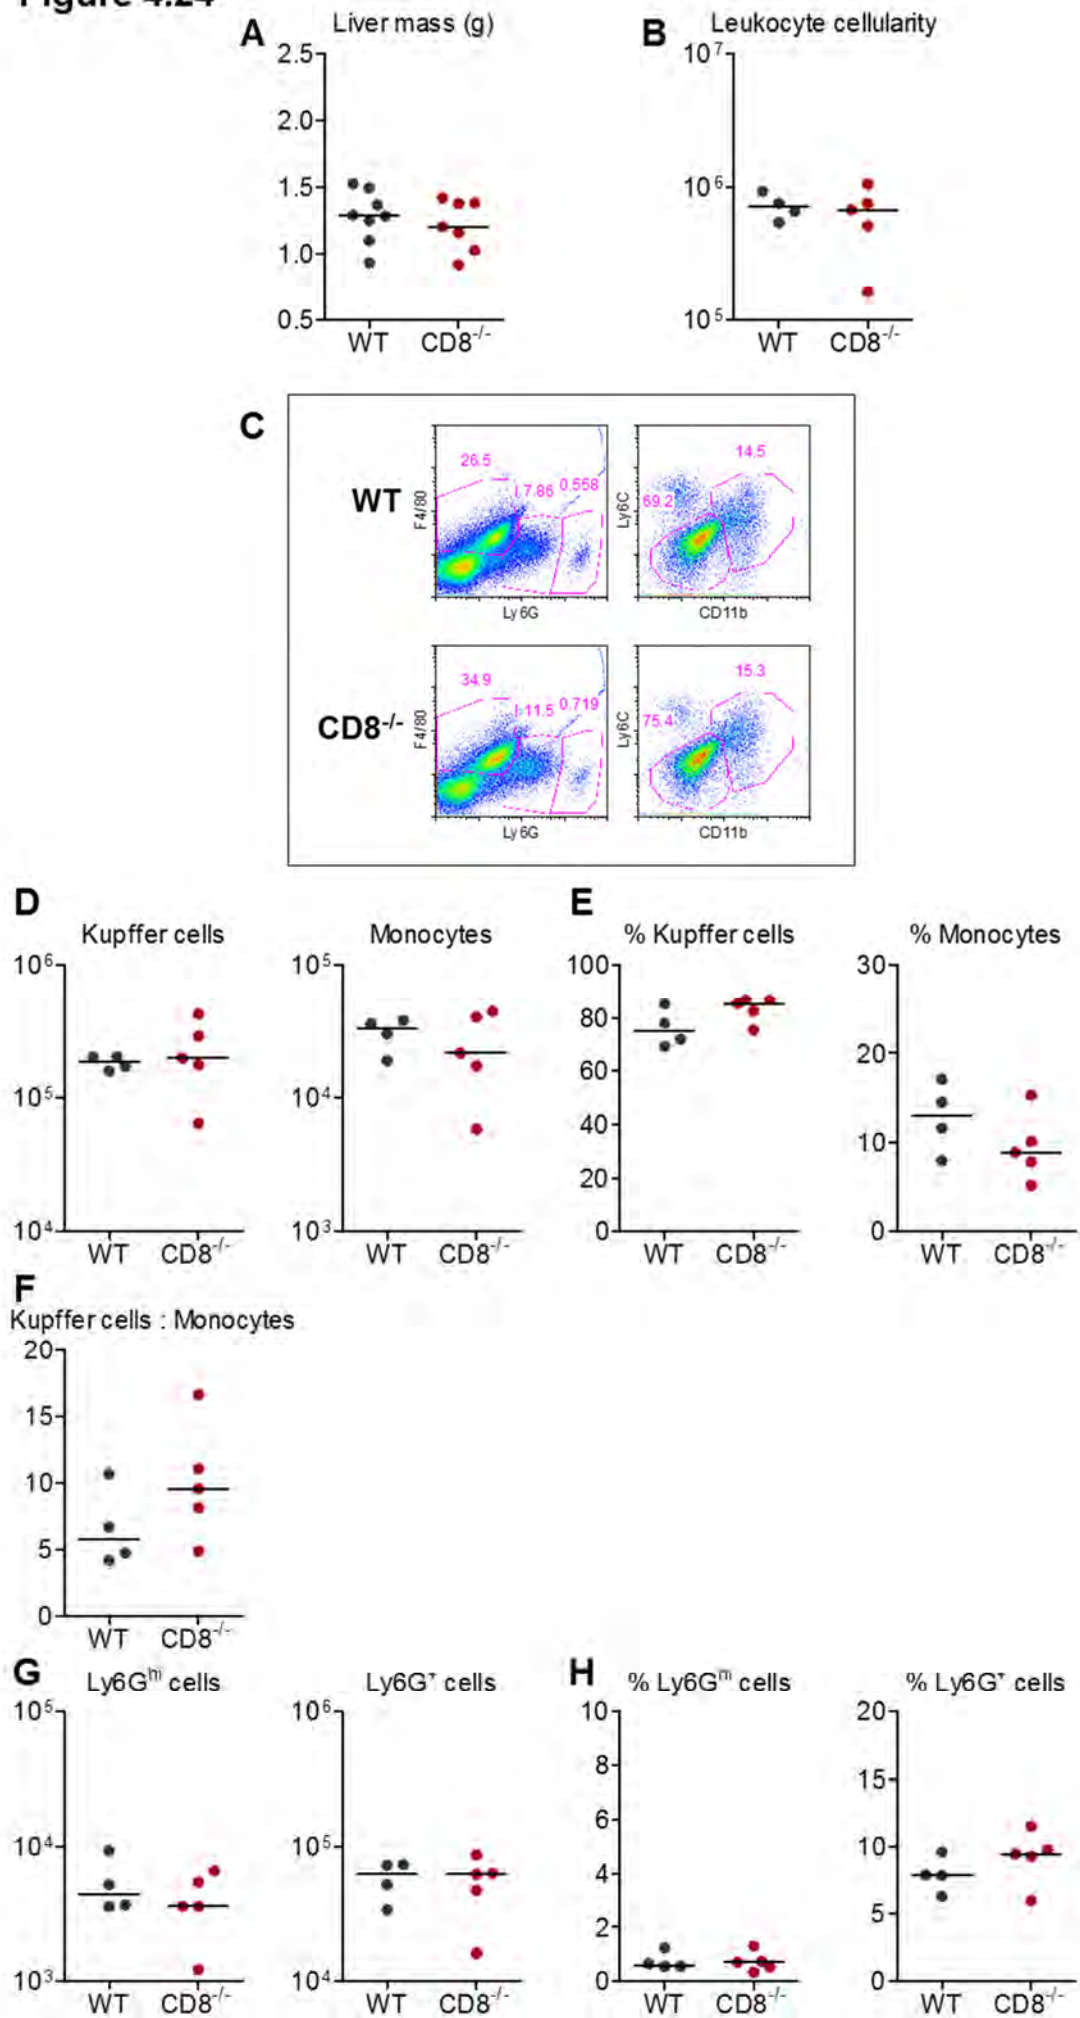 Figure 4.24
A Liver mass (g)
2.5
2.0
1.5
1.0
0.5
WT CD8-/-
B Leukocyte cellularity
10⁷
10⁶
10⁵
WT CD8-/-
C
WT
F4/80
26.5
7.86
0.558
Ly6G
Ly6C
69.2
14.5
CD11b
CD8-/-
F4/80
34.9
11.5
0.719
Ly6G
Ly6C
75.4
15.3
CD11b
D
Kupffer cells
10⁶
10⁵
10⁴
WT CD8-/-
Monocytes
10⁵
10⁴
10³
WT CD8-/-
E
% Kupffer cells
100
80
60
40
20
0
WT CD8-/-
% Monocytes
30
20
10
0
WT CD8-/-
F
Kupffer cells : Monocytes
20
15
10
5
0
WT CD8-/-
G
Ly6Ghi cells
10⁵
10⁴
10³
WT CD8-/-
Ly6G+ cells
10⁶
10⁵
10⁴
WT CD8-/-
H
% Ly6Ghi cells
10
8
6
4
2
0
WT CD8-/-
% Ly6G+ cells
20
15
10
5
0
WT CD8-/-